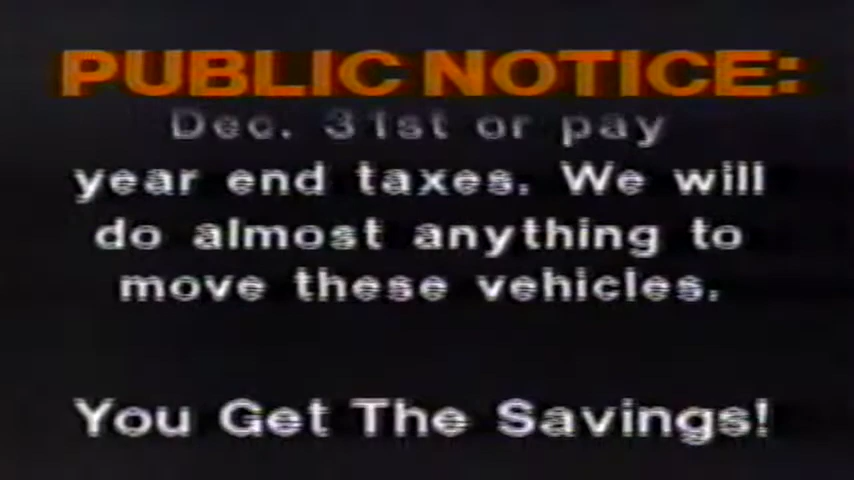 PUBLIC NOTICE:
Dec. 31st or pay
year end taxes. We will
do almost anything to
move these vehicles.
You Get The Savings!